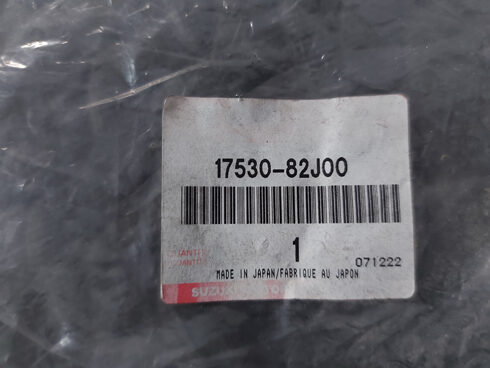 17530-82J00
1
071222
MADE IN JAPAN/FABRIQUE AU JAPON